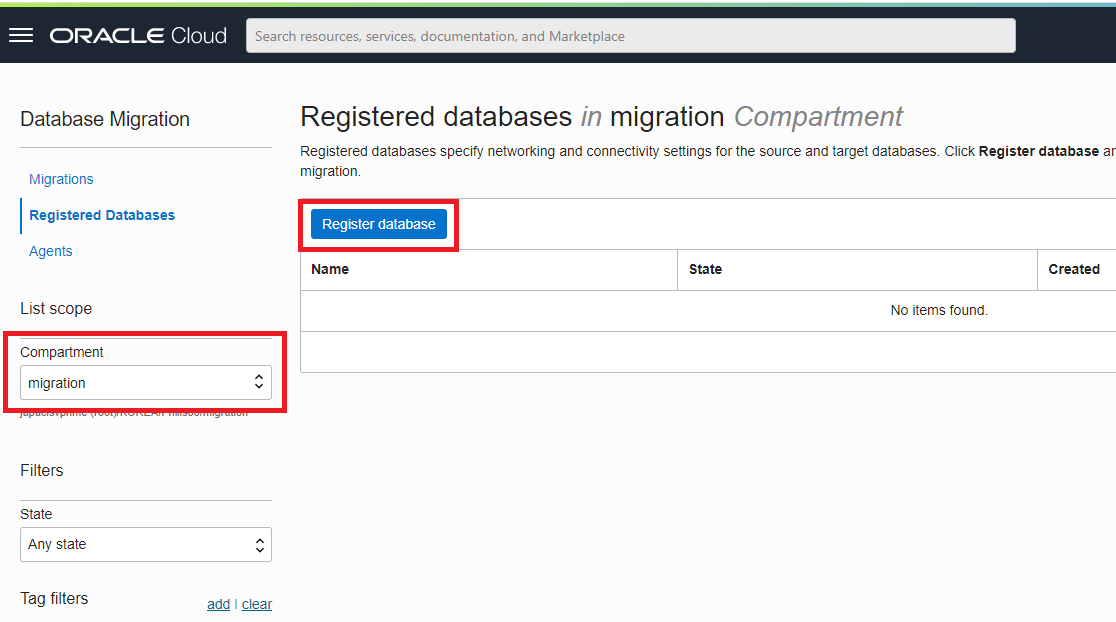 ORACLE Cloud
Search resources, services, documentation, and Marketplace
Database Migration
Migrations
Registered Databases
Agents
List scope
Compartment
migration
Filters
State
Any state
Tag filters
add | clear
Registered databases in migration Compartment
Registered databases specify networking and connectivity settings for the source and target databases. Click Register database
migration.
Register database
Name State Created
No items found.